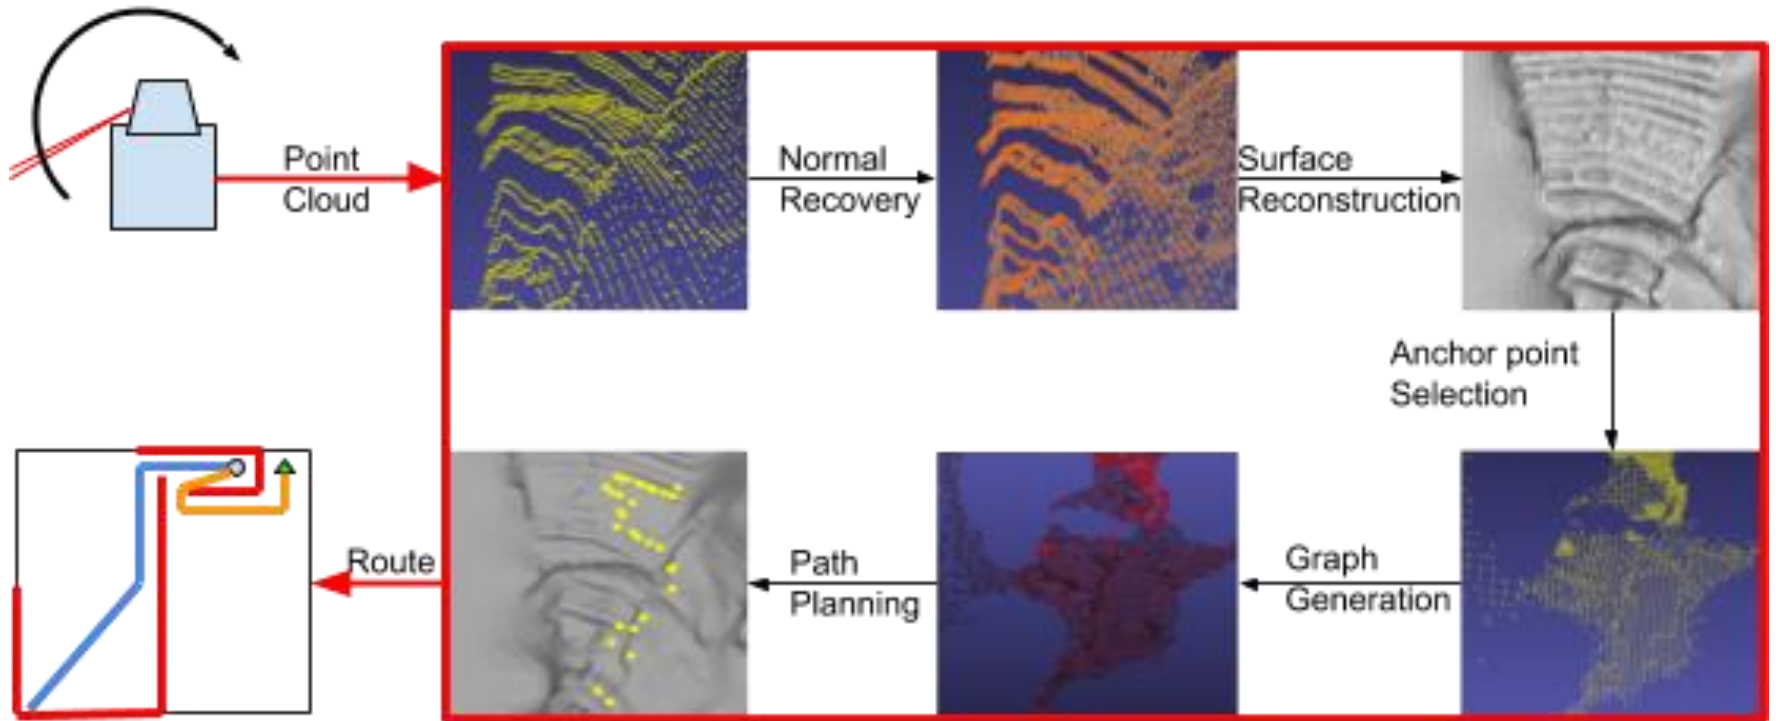 Point
Cloud
Normal
Recovery
Surface
Reconstruction
Anchor point
Selection
Graph
Generation
Path
Planning
Route